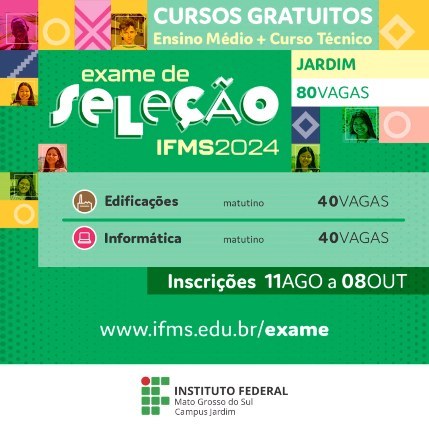 CURSOS GRATUITOS
Ensino Médio + Curso Técnico
JARDIM
80VAGAS
exame de
SELEÇÃO
IFMS2024
Edificações matutino 40VAGAS
Informática matutino 40VAGAS
Inscrições 11AGO a 08OUT
www.ifms.edu.br/exame
INSTITUTO FEDERAL
Mato Grosso do Sul
Campus Jardim